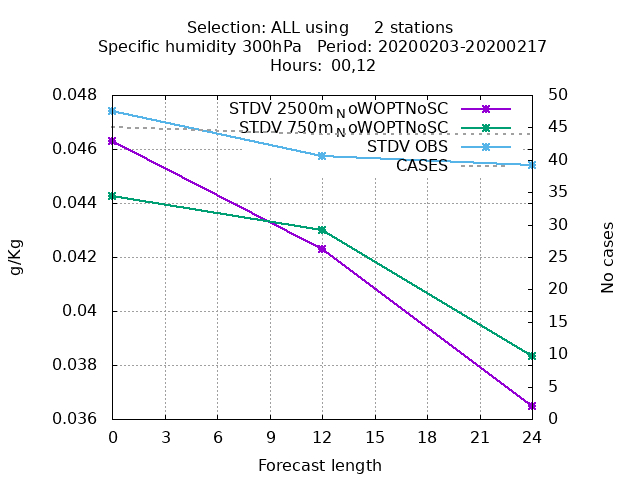 Selection: ALL using 2 stations
Specific humidity 300hPa Period: 20200203-20200217
Hours: 00,12
0.048
0.046
0.044
0.042
0.04
0.038
0.036
g/Kg
STDV 2500m_NoWOPTNoSC
STDV 750m_NoWOPTNoSC
STDV OBS
CASES
50
45
40
35
30
25
20
15
10
5
0
No cases
0 3 6 9 12 15 18 21 24
Forecast length